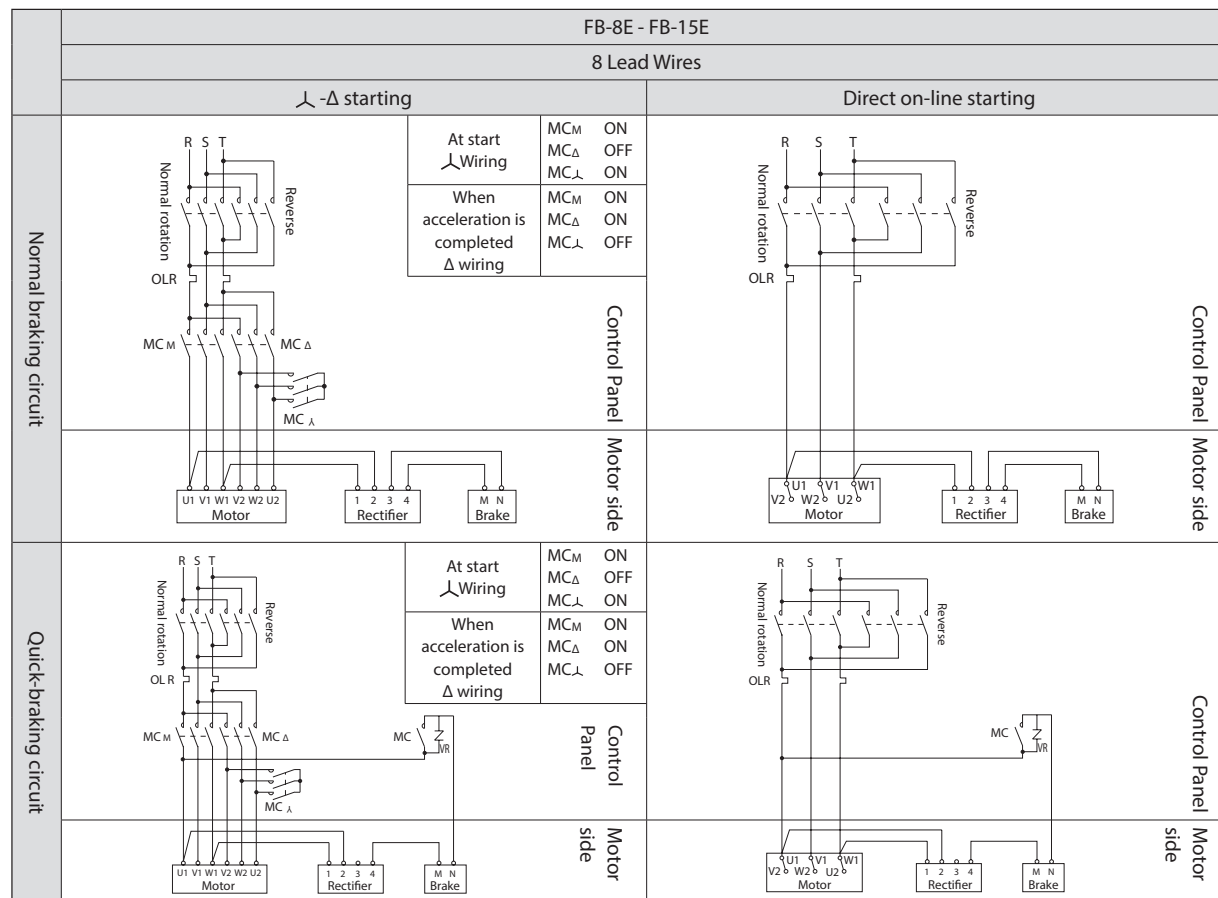 FB-8E - FB-15E
8 Lead Wires
⅄ -Δ starting
Direct on-line starting
Normal braking circuit
R S T
Normal rotation
Reverse
OLR
MC M
MC Δ
MC ⅄
At start
⅄ Wiring
MCM ON
MCΔ OFF
MC⅄ ON
When
acceleration is
completed
Δ wiring
MCM ON
MCΔ ON
MC⅄ OFF
Control Panel
Motor side
U1 V1 W1 V2 W2 U2
Motor
1 2 3 4
Rectifier
M N
Brake
R S T
Normal rotation
Reverse
OLR
Control Panel
Motor side
U1 V1 W1
V2 W2 U2
Motor
1 2 3 4
Rectifier
M N
Brake
Quick-braking circuit
R S T
Normal rotation
Reverse
OL R
MC M
MC Δ
MC ⅄
MC
VR
At start
⅄ Wiring
MCM ON
MCΔ OFF
MC⅄ ON
When
acceleration is
completed
Δ wiring
MCM ON
MCΔ ON
MC⅄ OFF
Control
Panel
Motor
side
U1 V1 W1 V2 W2 U2
Motor
1 2 3 4
Rectifier
M N
Brake
R S T
Normal rotation
Reverse
OLR
MC
VR
Control Panel
Motor
side
U1 V1 W1
V2 W2 U2
Motor
1 2 3 4
Rectifier
M N
Brake